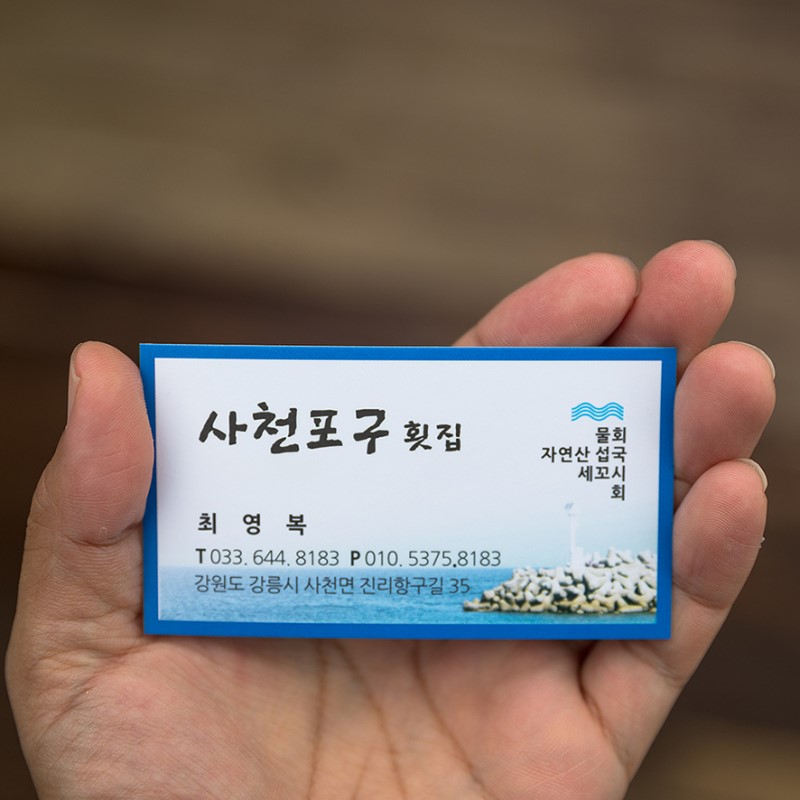 사천포구 횟집
물회
자연산 섭국
세꼬시
회
최 영 복
T 033. 644. 8183 P 010. 5375.8183
강원도 강릉시 사천면 진리항구길 35